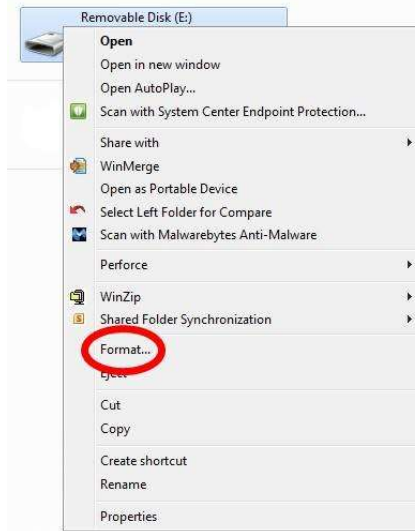 Removable Disk (E:)
Open
Open in new window
Open AutoPlay...
Scan with System Center Endpoint Protection...
Share with
WinMerge
Open as Portable Device
Select Left Folder for Compare
Scan with Malwarebytes Anti-Malware
Perforce
WinZip
Shared Folder Synchronization
Format...
Eject
Cut
Copy
Create shortcut
Rename
Properties